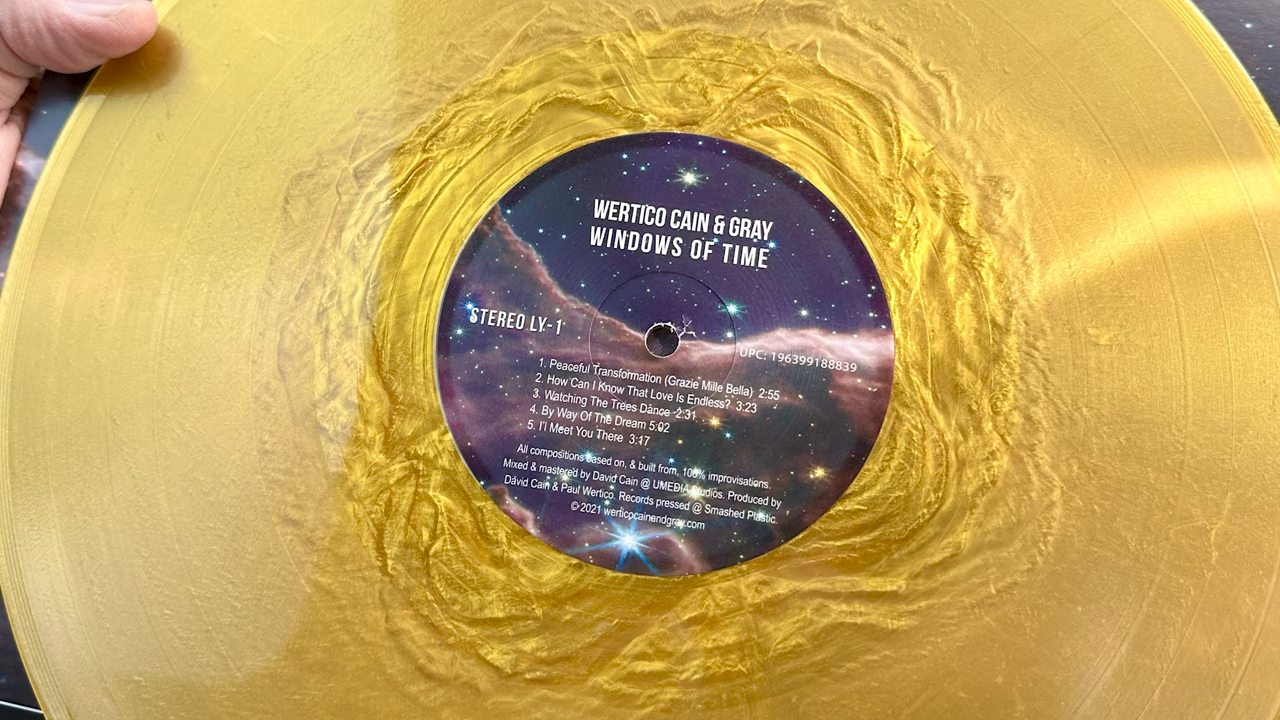 WERTICO CAIN & GRAY
WINDOWS OF TIME
STEREO LY-1
UPC: 196399188839
1. Peaceful Transformation (Grazie Mille Bella) 2:55
2. How Can I Know That Love Is Endless? 3:23
3. Watching The Trees Dance 2:31
4. By Way Of The Dream 5:02
5. I'l Meet You There 3:17
All compositions based on, & built from, 100% improvisations.
Mixed & mastered by David Cain @ UMEDIA Studios. Produced by
David Cain & Paul Wertico. Records pressed @ Smashed Plastic.
© 2021 werticocainandgray.com